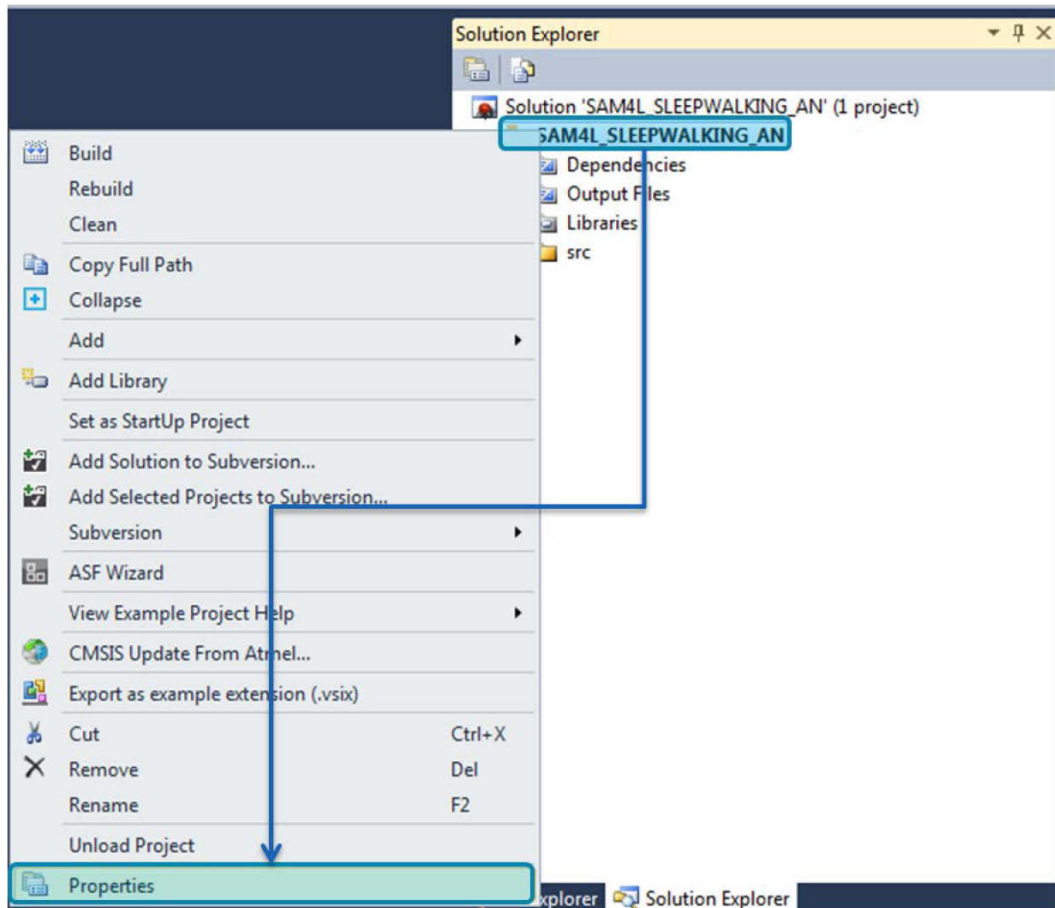 Solution Explorer
Solution 'SAM4L_SLEEPWALKING_AN' (1 project)
SAM4L_SLEEPWALKING_AN
Dependencies
Output Files
Libraries
src
Build
Rebuild
Clean
Copy Full Path
Collapse
Add
Add Library
Set as StartUp Project
Add Solution to Subversion...
Add Selected Projects to Subversion...
Subversion
ASF Wizard
View Example Project Help
CMSIS Update From Atmel...
Export as example extension (.vsix)
Cut Ctrl+X
Remove Del
Rename F2
Unload Project
Properties
xplorer Solution Explorer